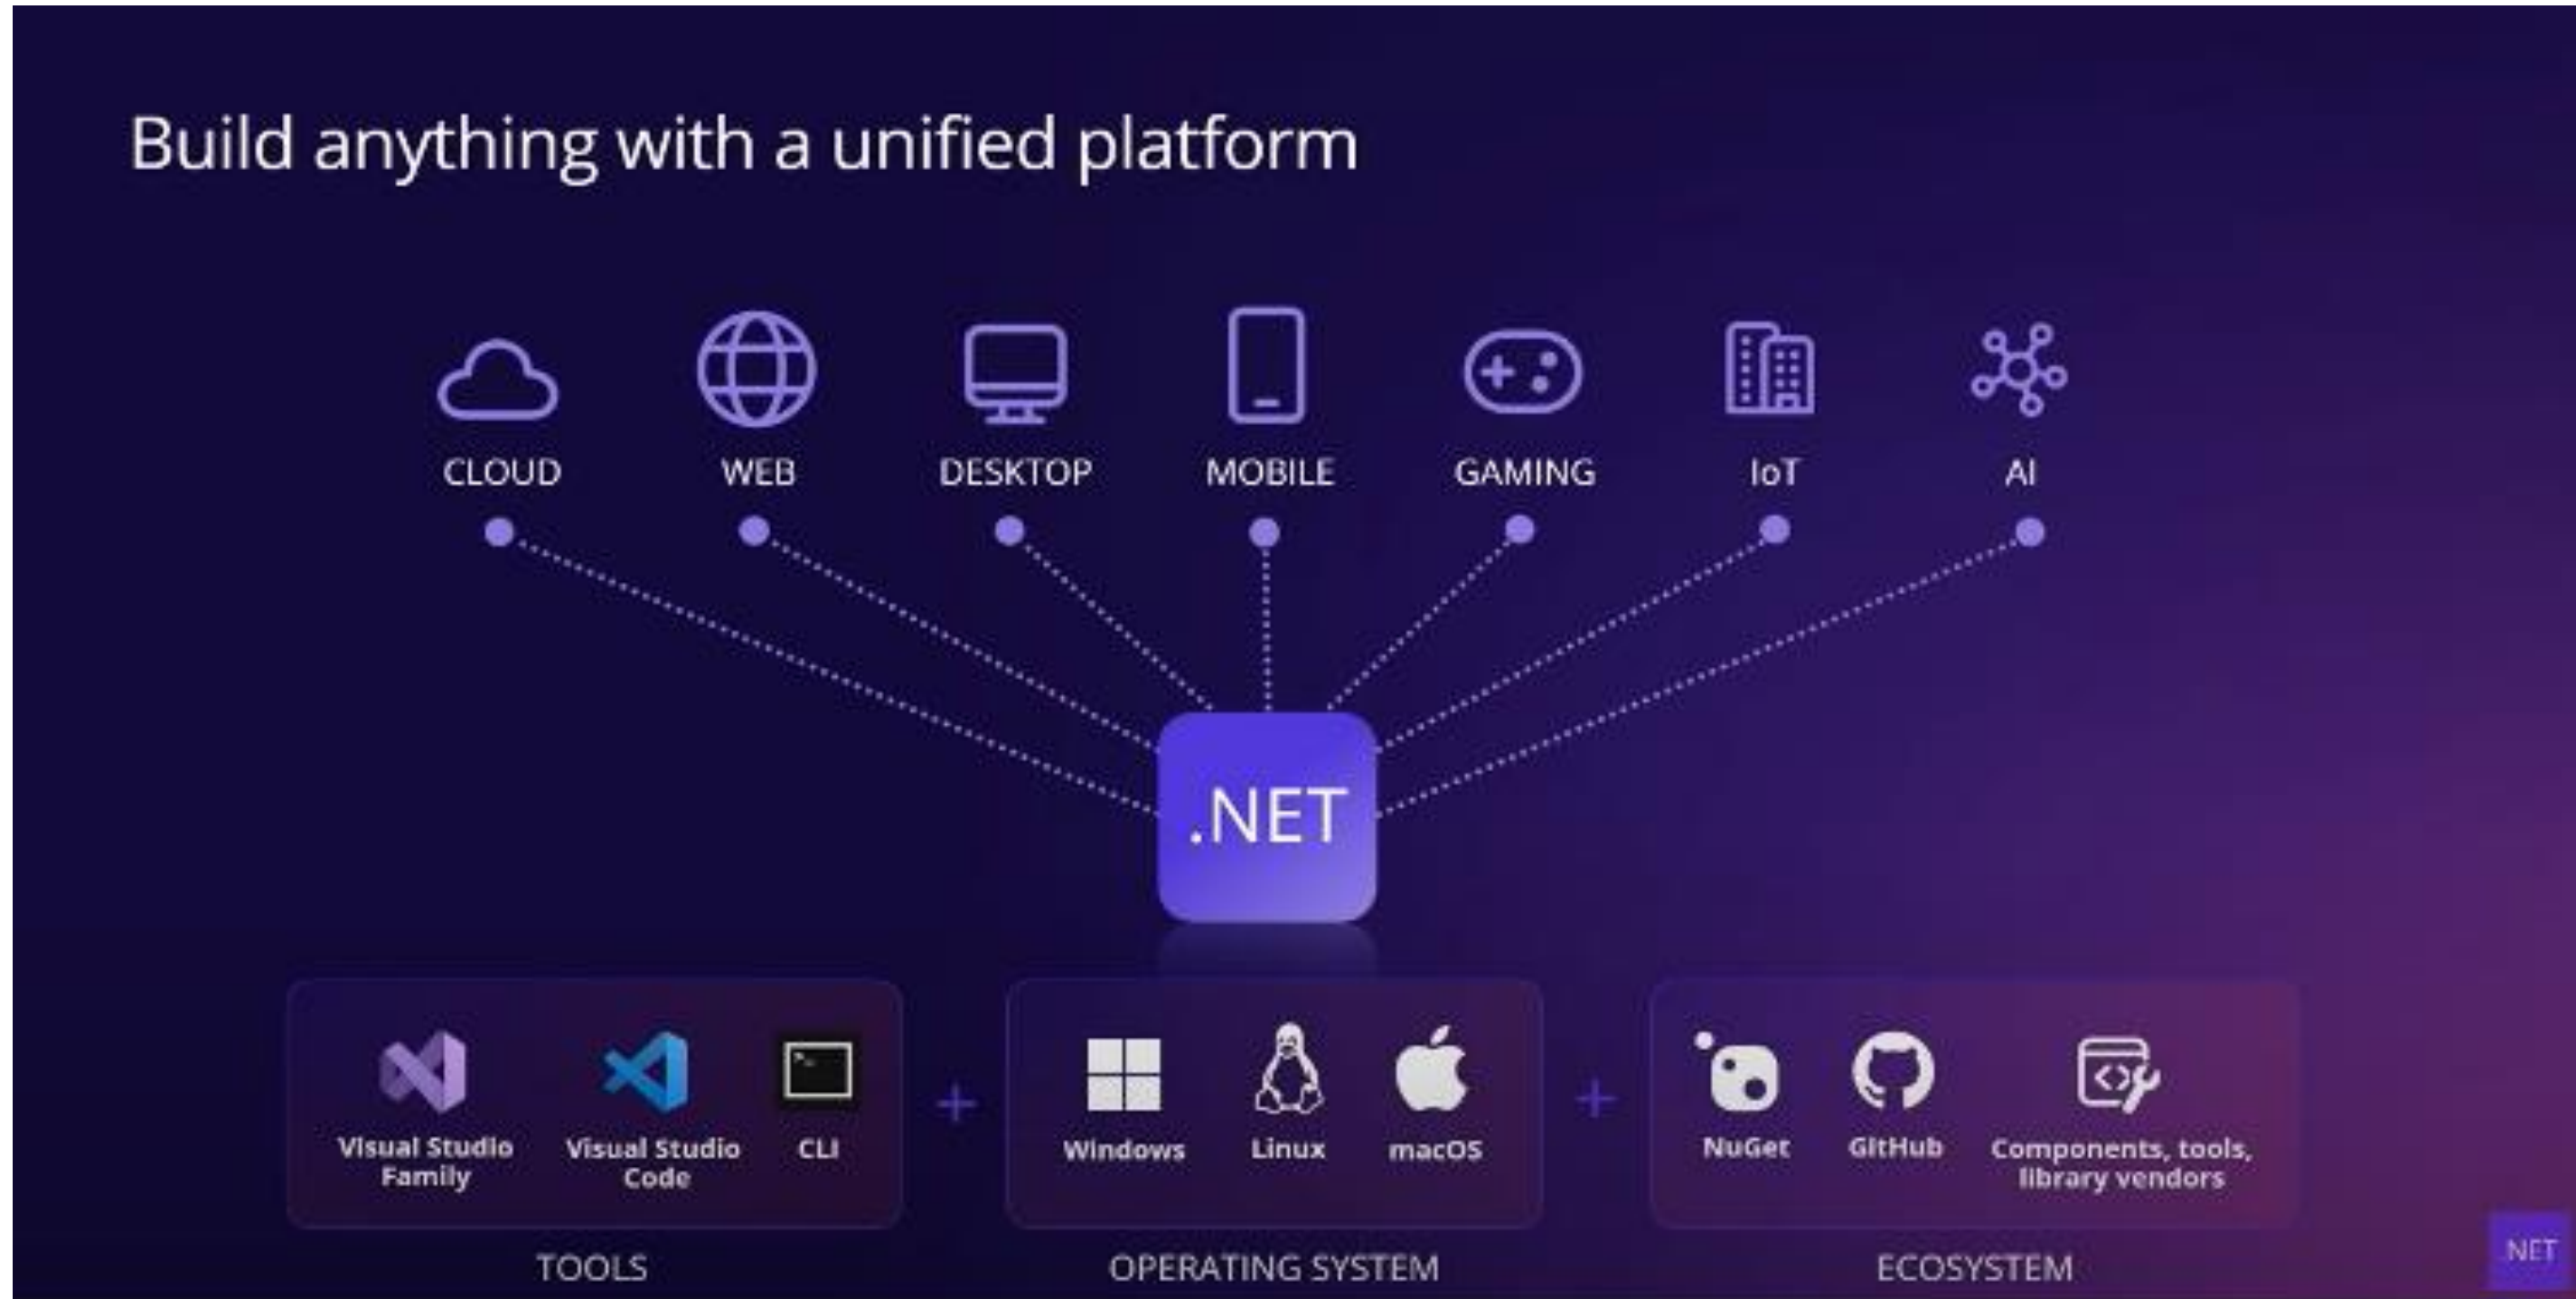 Build anything with a unified platform
CLOUD WEB DESKTOP MOBILE GAMING IoT AI
.NET
Visual Studio
Family
Visual Studio
Code
CLI
Windows Linux macOS
NuGet GitHub Components, tools,
library vendors
TOOLS OPERATING SYSTEM ECOSYSTEM
.NET